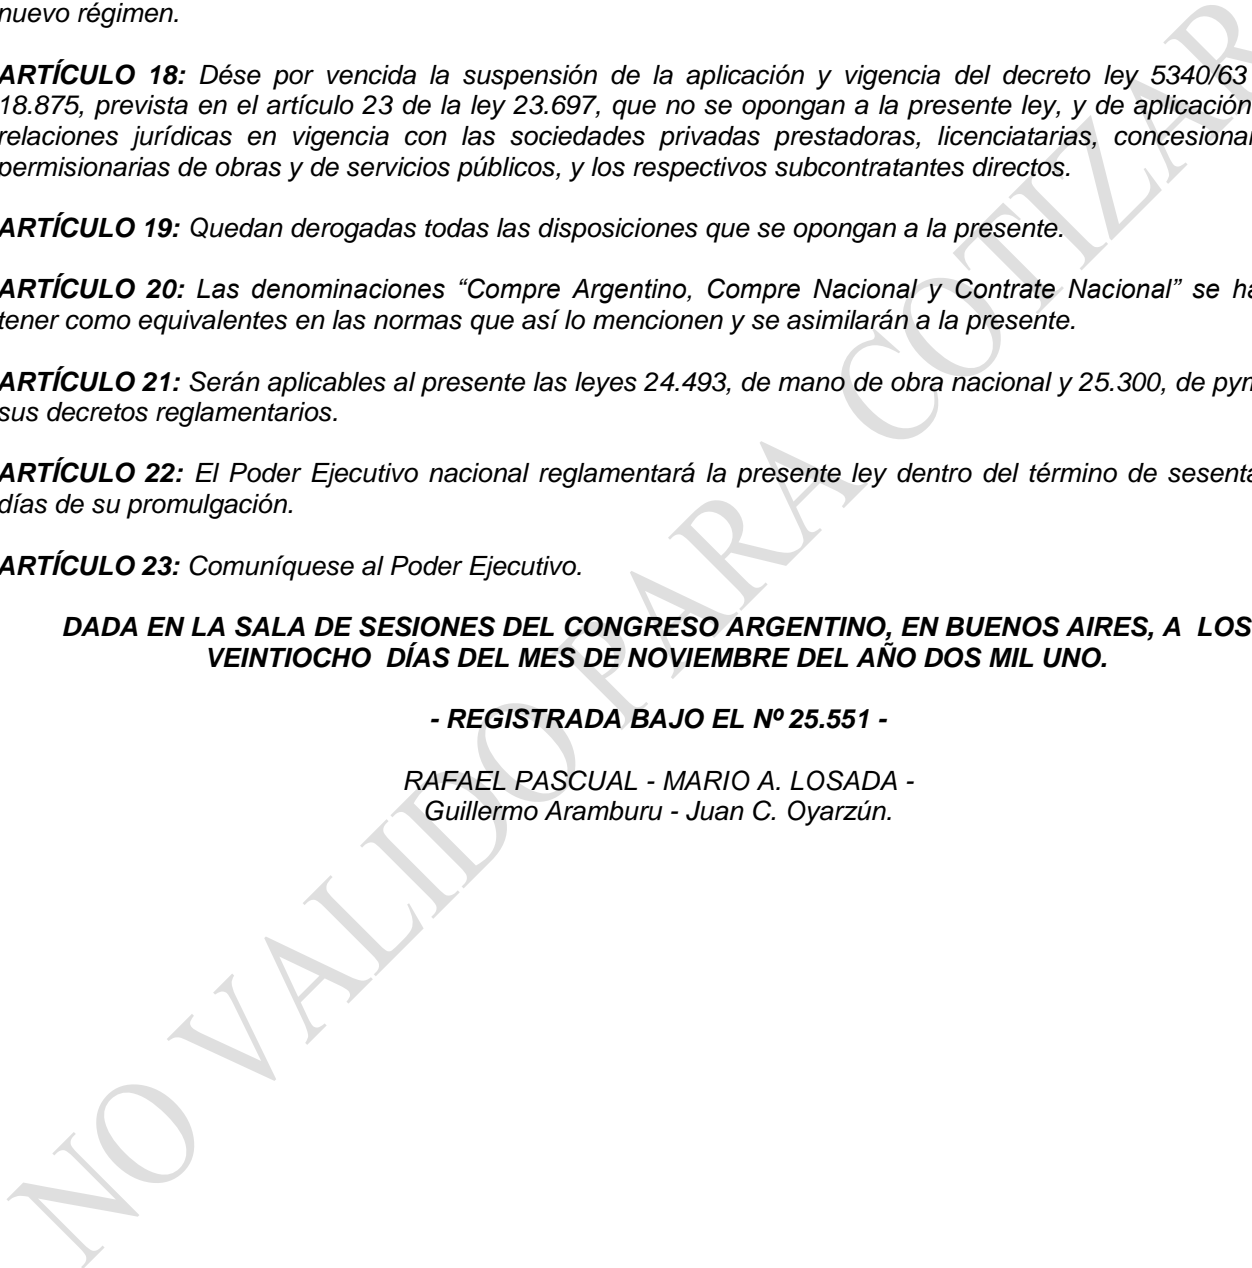 nuevo régimen.
ARTÍCULO 18: Dése por vencida la suspensión de la aplicación y vigencia del decreto ley 5340/63
18.875, prevista en el artículo 23 de la ley 23.697, que no se opongan a la presente ley, y de aplicación
relaciones jurídicas en vigencia con las sociedades privadas prestadoras, licenciatarias,
permisionarias de obras y de servicios públicos, y los respectivos subcontratantes directos.
ARTÍCULO 19: Quedan derogadas todas las disposiciones que se opongan a la presente.
ARTÍCULO 20: Las denominaciones “Compre Argentino, Compre Nacional y Contrate Nacional” se
tener como equivalentes en las normas que así lo mencionen y se asimilarán a la presente.
ARTÍCULO 21: Serán aplicables al presente las leyes 24.493, de mano de obra nacional y 25.300, de
sus decretos reglamentarios.
ARTÍCULO 22: El Poder Ejecutivo nacional reglamentará la presente ley dentro del término de sesenta
días de su promulgación.
ARTÍCULO 23: Comuníquese al Poder Ejecutivo.
DADA EN LA SALA DE SESIONES DEL CONGRESO ARGENTINO, EN BUENOS AIRES, A LOS
VEINTIOCHO DÍAS DEL MES DE NOVIEMBRE DEL AÑO DOS MIL UNO.
- REGISTRADA BAJO EL Nº 25.551 -
RAFAEL PASCUAL - MARIO A. LOSADA -
Guillermo Aramburu - Juan C. Oyarzún.
NO VALIDO PARA COTIZAR